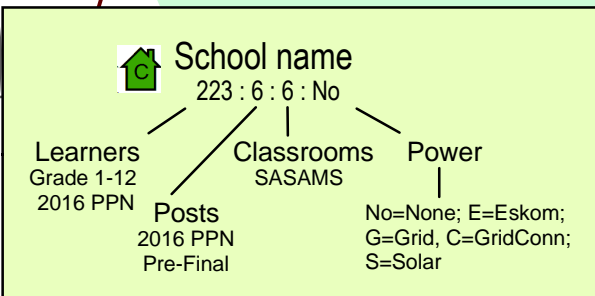 C
School name
223 : 6 : 6 : No
Learners
Grade 1-12
2016 PPN
Posts
2016 PPN
Pre-Final
Classrooms
SASAMS
Power
No=None; E=Eskom;
G=Grid, C=GridConn;
S=Solar